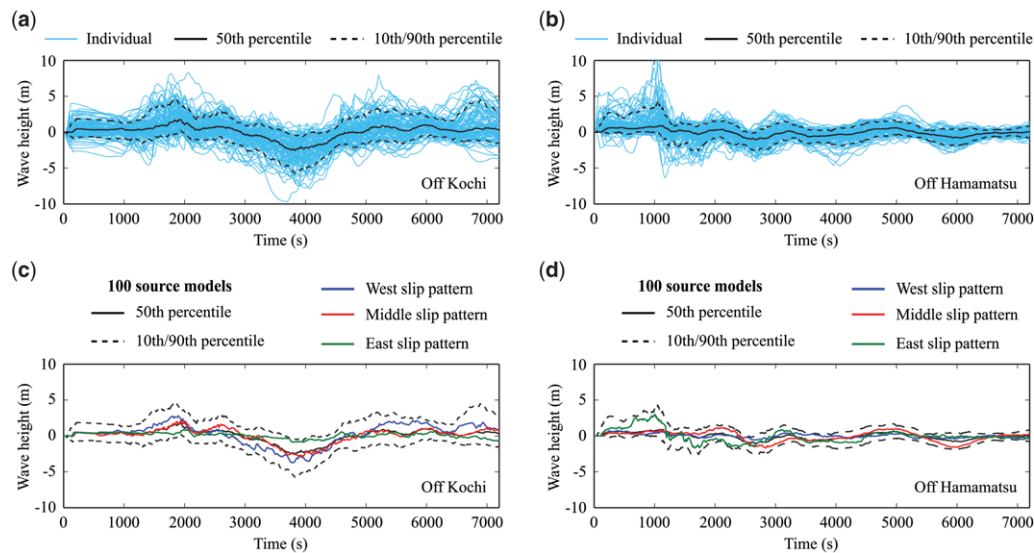 (a)
Individual 50th percentile 10th/90th percentile
10
5
0
-5
-10
Wave height (m)
Off Kochi
0 1000 2000 3000 4000 5000 6000 7000
Time (s)
(b)
Individual 50th percentile 10th/90th percentile
10
5
0
-5
-10
Wave height (m)
Off Hamamatsu
0 1000 2000 3000 4000 5000 6000 7000
Time (s)
(c)
100 source models
50th percentile
10th/90th percentile
West slip pattern
Middle slip pattern
East slip pattern
10
5
0
-5
-10
Wave height (m)
Off Kochi
0 1000 2000 3000 4000 5000 6000 7000
Time (s)
(d)
100 source models
50th percentile
10th/90th percentile
West slip pattern
Middle slip pattern
East slip pattern
10
5
0
-5
-10
Wave height (m)
Off Hamamatsu
0 1000 2000 3000 4000 5000 6000 7000
Time (s)